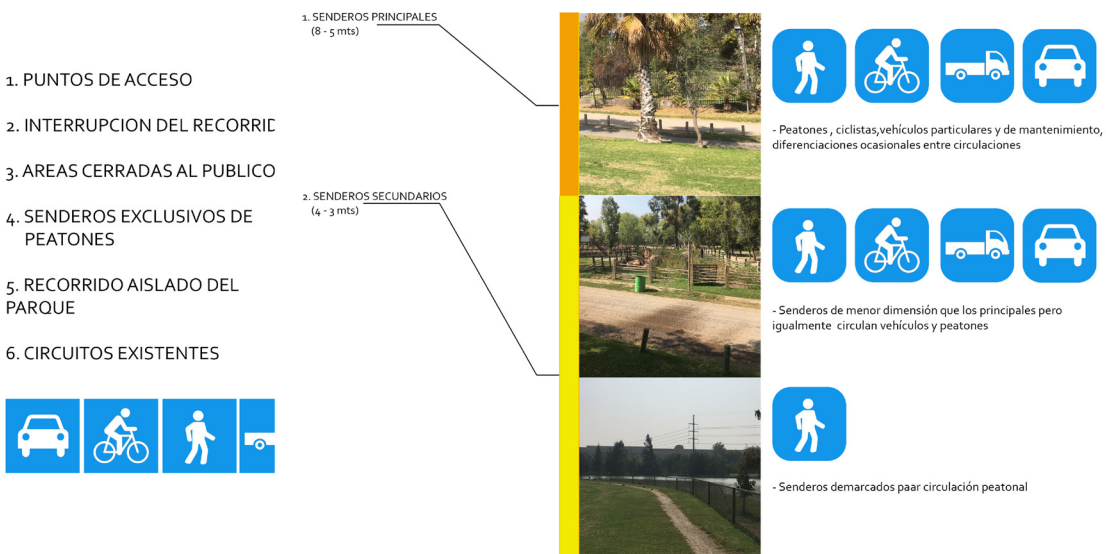 1. PUNTOS DE ACCESO
2. INTERRUPCION DEL RECORRID
3. AREAS CERRADAS AL PUBLICO
4. SENDEROS EXCLUSIVOS DE
PEATONES
5. RECORRIDO AISLADO DEL
PARQUE
6. CIRCUITOS EXISTENTES
1. SENDEROS PRINCIPALES
(8 - 5 mts)
2. SENDEROS SECUNDARIOS
(4 - 3 mts)
- Peatones , ciclistas,vehículos particulares y de mantenimiento,
diferenciaciones ocasionales entre circulaciones
- Senderos de menor dimensión que los principales pero
igualmente circulan vehículos y peatones
- Senderos demarcados paar circulación peatonal